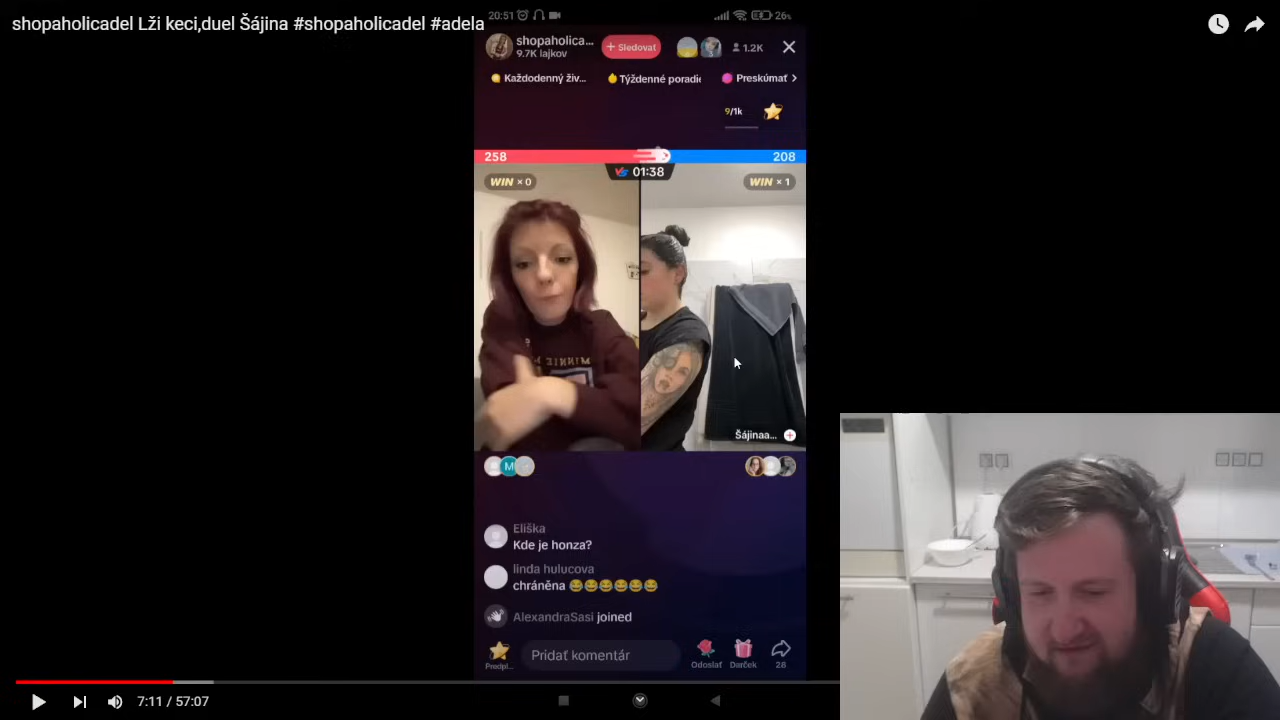 shopaholicadel Lži keci,duel Šájina #shopaholicadel #adela
20:51
26%
shopaholica...
9.7K lajkov
+ Sledovať
1.2K
Každodenný živ...
Týždenné poradie
Preskúmať
9/1k
258
208
VS 01:38
WIN × 0
WIN × 1
Šájinaa...
M
Eliška
Kde je honza?
linda hulucova
chráněna 😂😂😂😂😂😂
AlexandraSasi joined
Predpl...
Pridať komentár
Odoslať
Darček
28
7:11 / 57:07